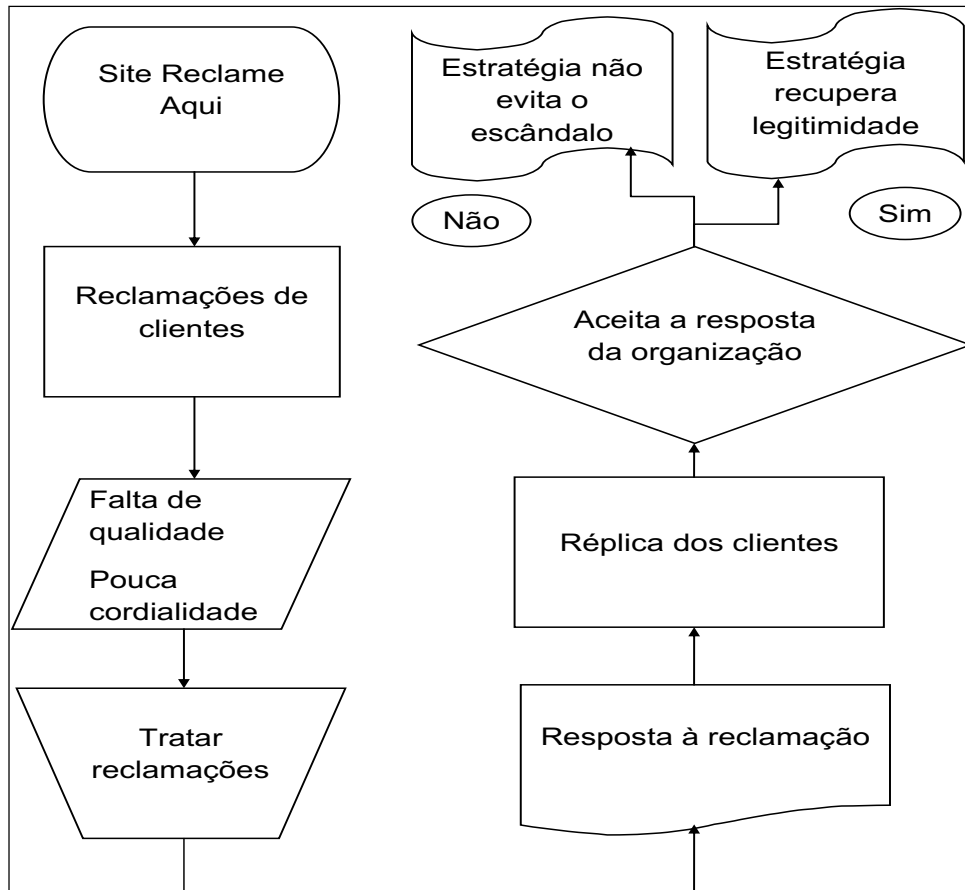 Site Reclame
Aqui
Reclamações de
clientes
Falta de
qualidade
Pouca
cordialidade
Tratar
reclamações
Resposta à reclamação
Réplica dos clientes
Aceita a resposta
da organização
Não
Sim
Estratégia não
evita o
escândalo
Estratégia
recupera
legitimidade